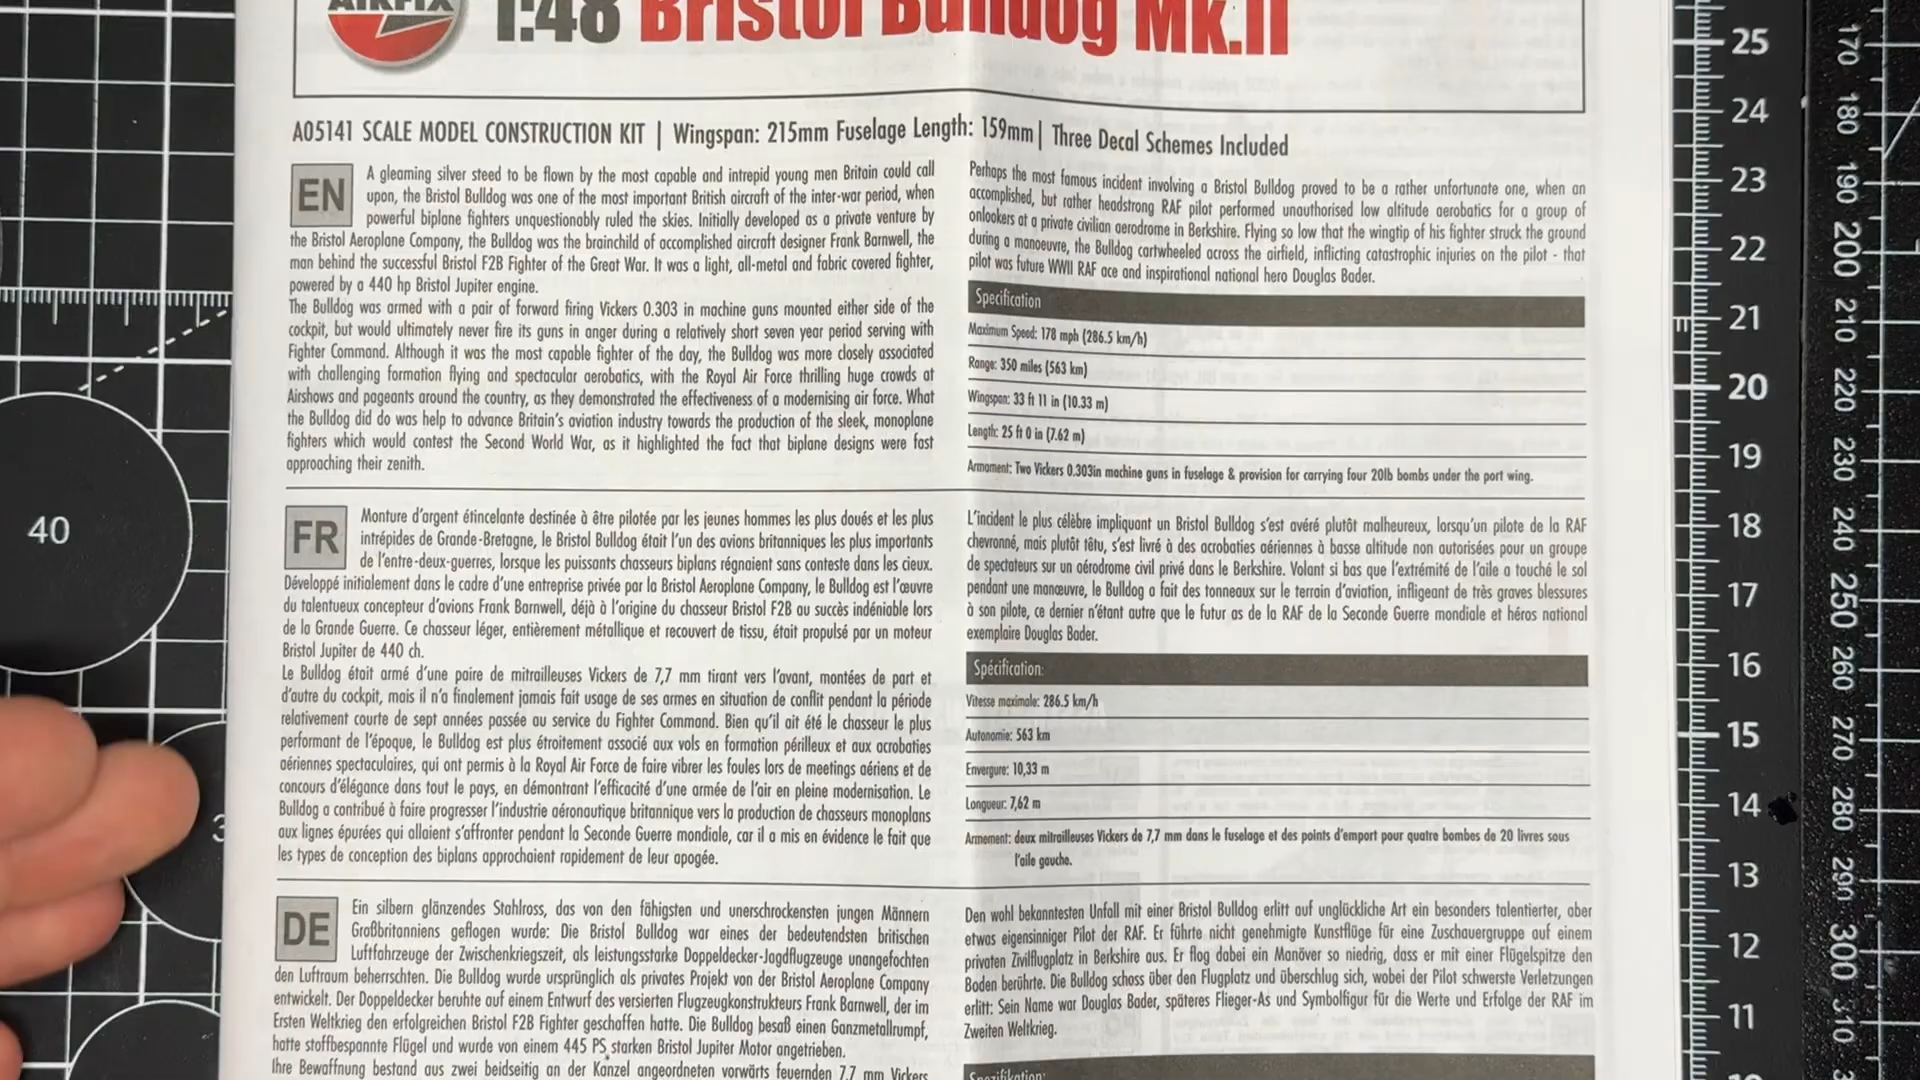 AIRFIX 1:48 Bristol Bulldog Mk.II
A05141 SCALE MODEL CONSTRUCTION KIT | Wingspan: 215mm Fuselage Length: 159mm | Three Decal Schemes Included
EN
A gleaming silver steed to be flown by the most capable and intrepid young men Britain could call
upon, the Bristol Bulldog was one of the most important British aircraft of the inter-war period, when
powerful biplane fighters unquestionably ruled the skies. Initially developed as a private venture by
the Bristol Aeroplane Company, the Bulldog was the brainchild of accomplished aircraft designer Frank Barnwell, the
man behind the successful Bristol F2B Fighter of the Great War. It was a light, all-metal and fabric covered fighter,
powered by a 440 hp Bristol Jupiter engine.
The Bulldog was armed with a pair of forward firing Vickers 0.303 in machine guns mounted either side of the
cockpit, but would ultimately never fire its guns in anger during a relatively short seven year period serving with
Fighter Command. Although it was the most capable fighter of the day, the Bulldog was more closely associated
with challenging formation flying and spectacular aerobatics, with the Royal Air Force thrilling huge crowds at
Airshows and pageants around the country, as they demonstrated the effectiveness of a modernising air force. What
the Bulldog did do was help to advance Britain's aviation industry towards the production of the sleek, monoplane
fighters which would contest the Second World War, as it highlighted the fact that biplane designs were fast
approaching their zenith.
Perhaps the most famous incident involving a Bristol Bulldog proved to be a rather unfortunate one, when an
accomplished, but rather headstrong RAF pilot performed unauthorised low altitude aerobatics for a group of
onlookers at a private civilian aerodrome in Berkshire. Flying so low that the wingtip of his fighter struck the ground
during a manoeuvre, the Bulldog cartwheeled across the airfield, inflicting catastrophic injuries on the pilot - that
pilot was future WWII RAF ace and inspirational national hero Douglas Bader.
Specification
Maximum Speed: 178 mph (286.5 km/h)
Range: 350 miles (563 km)
Wingspan: 33 ft 11 in (10.33 m)
Length: 25 ft 0 in (7.62 m)
Armament: Two Vickers 0.303in machine guns in fuselage & provision for carrying four 20lb bombs under the port wing.
FR
Monture d'argent étincelante destinée à être pilotée par les jeunes hommes les plus doués et les plus
intrépides de Grande-Bretagne, le Bristol Bulldog était l'un des avions britanniques les plus importants
de l'entre-deux-guerres, lorsque les puissants chasseurs biplans régnaient sans conteste dans les cieux.
Développé initialement dans le cadre d'une entreprise privée par la Bristol Aeroplane Company, le Bulldog est l'œuvre
du talentueux concepteur d'avions Frank Barnwell, déjà à l'origine du chasseur Bristol F2B au succès indéniable lors
de la Grande Guerre. Ce chasseur léger, entièrement métallique et recouvert de tissu, était propulsé par un moteur
Bristol Jupiter de 440 ch.
Le Bulldog était armé d'une paire de mitrailleuses Vickers de 7,7 mm tirant vers l'avant, montées de part et
d'autre du cockpit, mais il n'a finalement jamais fait usage de ses armes en situation de conflit pendant la période
relativement courte de sept années passée au service du Fighter Command. Bien qu'il ait été le chasseur le plus
performant de l'époque, le Bulldog est plus étroitement associé aux vols en formation périlleux et aux acrobaties
aériennes spectaculaires, qui ont permis à la Royal Air Force de faire vibrer les foules lors de meetings aériens et de
concours d'élégance dans tout le pays, en démontrant l'efficacité d'une armée de l'air en pleine modernisation. Le
Bulldog a contribué à faire progresser l'industrie aéronautique britannique vers la production de chasseurs monoplans
aux lignes épurées qui allaient s'affronter pendant la Seconde Guerre mondiale, car il a mis en évidence le fait que
les types de conception des biplans approchaient rapidement de leur apogée.
L'incident le plus célèbre impliquant un Bristol Bulldog s'est avéré plutôt malheureux, lorsqu'un pilote de la RAF
chevronné, mais plutôt têtu, s'est livré à des acrobaties aériennes à basse altitude non autorisées pour un groupe
de spectateurs sur un aérodrome civil privé dans le Berkshire. Volant si bas que l'extrémité de l'aile a touché le sol
pendant une manœuvre, le Bulldog a fait des tonneaux sur le terrain d'aviation, infligeant de très graves blessures
à son pilote, ce dernier n'étant autre que le futur as de la RAF de la Seconde Guerre mondiale et héros national
exemplaire Douglas Bader.
Spécification:
Vitesse maximale: 286.5 km/h
Autonomie: 563 km
Envergure: 10,33 m
Longueur: 7,62 m
Armement: deux mitrailleuses Vickers de 7,7 mm dans le fuselage et des points d'emport pour quatre bombes de 20 livres sous
l'aile gauche.
DE
Ein silbern glänzendes Stahlross, das von den fähigsten und unerschrockensten jungen Männern
Großbritanniens geflogen wurde: Die Bristol Bulldog war eines der bedeutendsten britischen
Luftfahrzeuge der Zwischenkriegszeit, als leistungsstarke Doppeldecker-Jagdflugzeuge unangefochten
den Luftraum beherrschten. Die Bulldog wurde ursprünglich als privates Projekt von der Bristol Aeroplane Company
entwickelt. Der Doppeldecker beruhte auf einem Entwurf des versierten Flugzeugkonstrukteurs Frank Barnwell, der im
Ersten Weltkrieg den erfolgreichen Bristol F2B Fighter geschaffen hatte. Die Bulldog besaß einen Ganzmetallrumpf,
hatte stoffbespannte Flügel und wurde von einem 445 PS starken Bristol Jupiter Motor angetrieben.
Ihre Bewaffnung bestand aus zwei beidseitig an der Kanzel angeordneten vorwärts feuernden 7,7 mm Vickers
Den wohl bekanntesten Unfall mit einer Bristol Bulldog erlitt auf unglückliche Art ein besonders talentierter, aber
etwas eigensinniger Pilot der RAF. Er führte nicht genehmigte Kunstflüge für eine Zuschauergruppe auf einem
privaten Zivilflugplatz in Berkshire aus. Er flog dabei ein Manöver so niedrig, dass er mit einer Flügelspitze den
Boden berührte. Die Bulldog schoss über den Flugplatz und überschlug sich, wobei der Pilot schwerste Verletzungen
erlitt: Sein Name war Douglas Bader, späteres Flieger-As und Symbolfigur für die Werte und Erfolge der RAF im
Zweiten Weltkrieg.
Spezifikation:
40
3
25
24
23
22
21
20
19
18
17
16
15
14
13
12
11
170
180
190
200
210
220
230
240
250
260
270
280
290
300
310